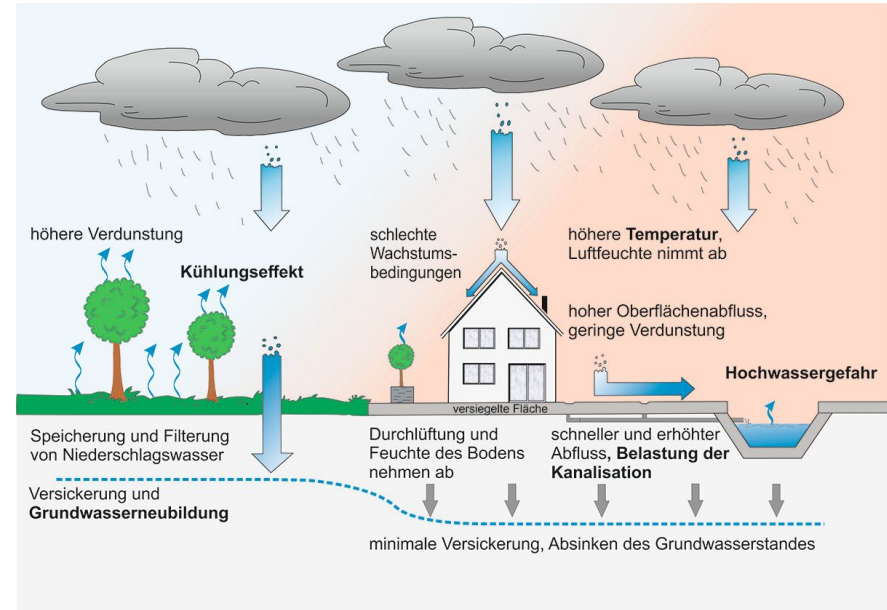 höhere Verdunstung
Kühlungseffekt
schlechte
Wachstums-
bedingungen
höhere Temperatur,
Luftfeuchte nimmt ab
hoher Oberflächenabfluss,
geringe Verdunstung
Hochwassergefahr
versiegelte Fläche
Speicherung und Filterung
von Niederschlagswasser
Durchlüftung und
Feuchte des Bodens
nehmen ab
schneller und erhöhter
Abfluss, Belastung der
Kanalisation
Versickerung und
Grundwasserneubildung
minimale Versickerung, Absinken des Grundwasserstandes